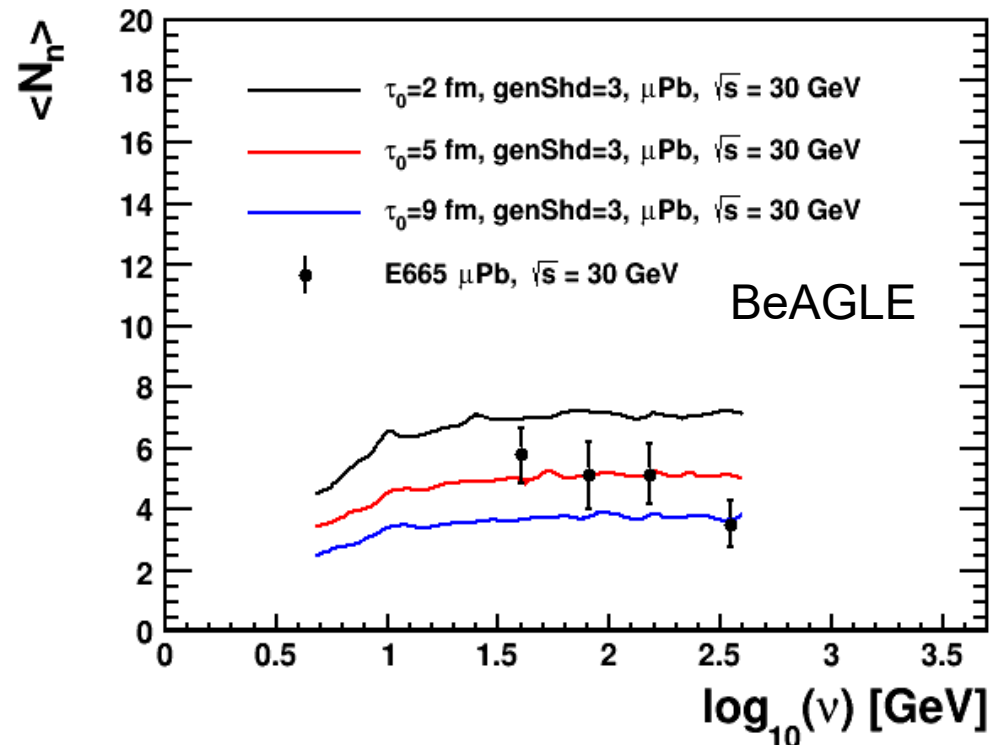 <Nₙ>
20
18
16
14
12
10
8
6
4
2
0
τ₀=2 fm, genShd=3, μPb, √s = 30 GeV
τ₀=5 fm, genShd=3, μPb, √s = 30 GeV
τ₀=9 fm, genShd=3, μPb, √s = 30 GeV
E665 μPb, √s = 30 GeV
BeAGLE
0 0.5 1 1.5 2 2.5 3 3.5
log₁₀(ν) [GeV]